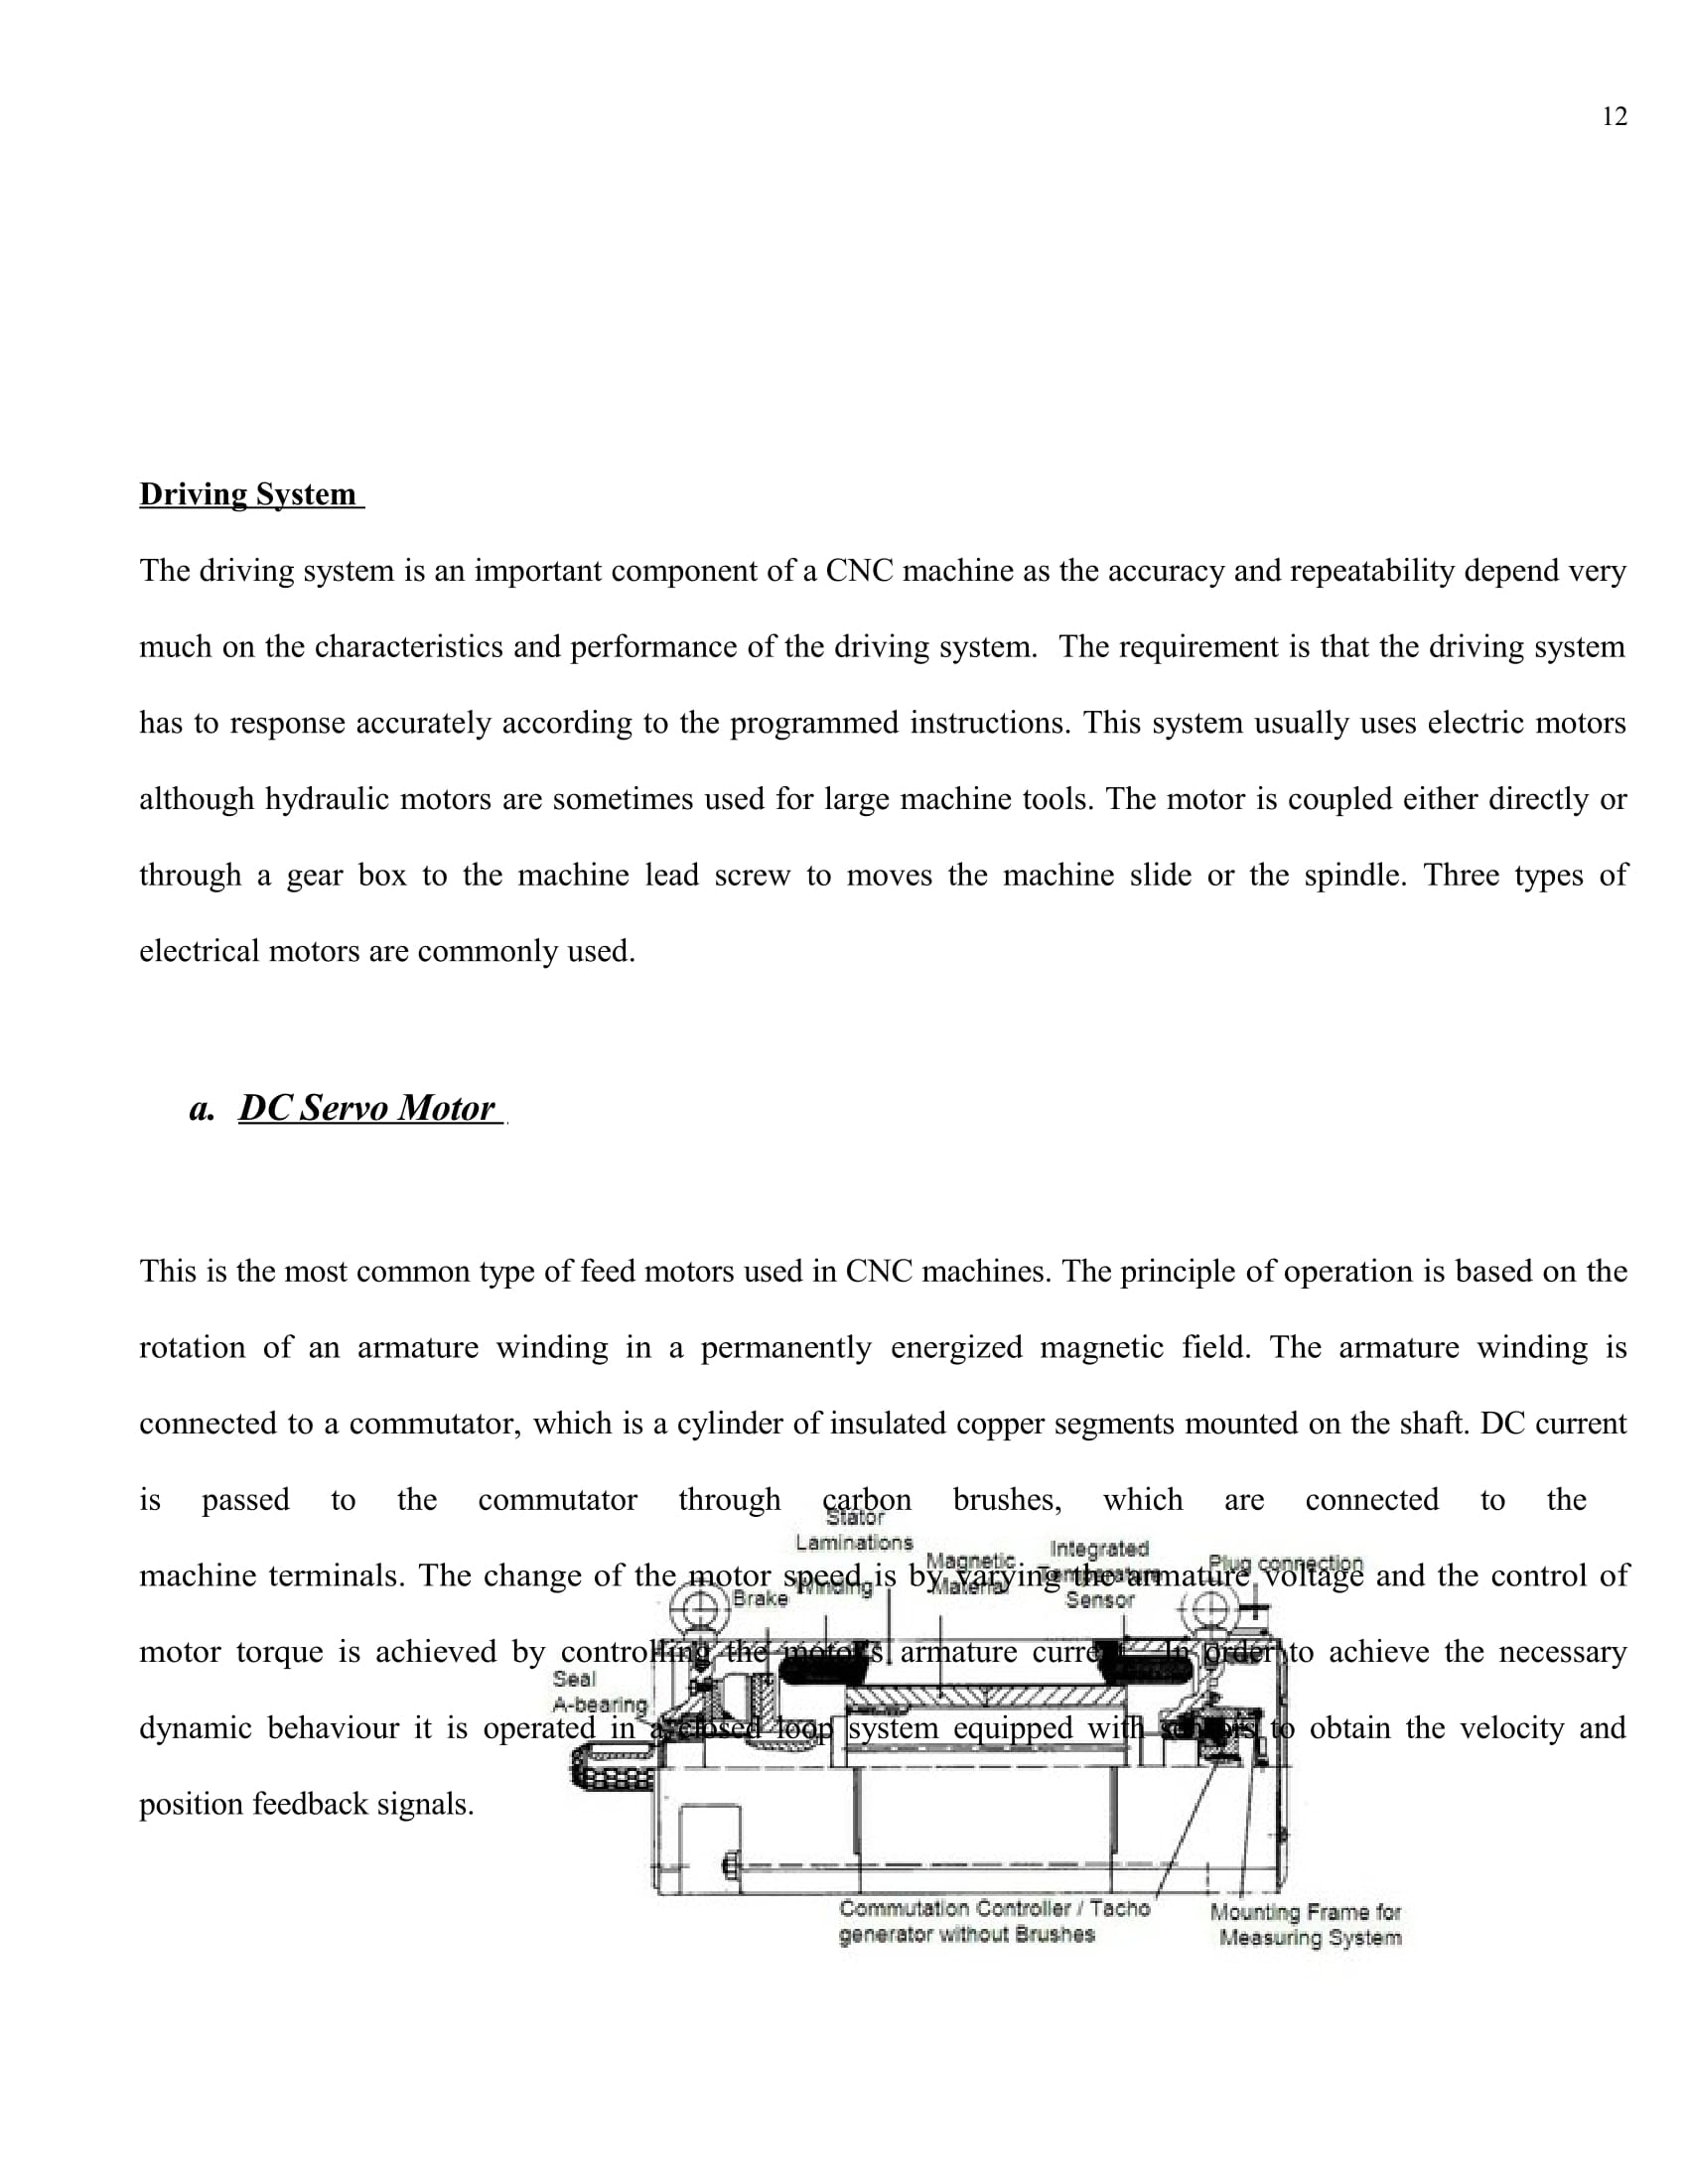 12
Driving System
The driving system is an important component of a CNC machine as the accuracy and repeatability depend very
much on the characteristics and performance of the driving system. The requirement is that the driving system
has to response accurately according to the programmed instructions. This system usually uses electric motors
although hydraulic motors are sometimes used for large machine tools. The motor is coupled either directly or
through a gear box to the machine lead screw to moves the machine slide or the spindle. Three types of
electrical motors are commonly used.
a. DC Servo Motor
This is the most common type of feed motors used in CNC machines. The principle of operation is based on the
rotation of an armature winding in a permanently energized magnetic field. The armature winding is
connected to a commutator, which is a cylinder of insulated copper segments mounted on the shaft. DC current
is passed to the commutator through carbon brushes, which are connected to the
machine terminals. The change of the motor speed is by varying the armature voltage and the control of
motor torque is achieved by controlling the motor's armature current. In order to achieve the necessary
dynamic behaviour it is operated in a closed loop system equipped with sensors to obtain the velocity and
position feedback signals.
Stator
Laminations
Winding
Brake
Magnetic
Material
Integrated
Temperature
Sensor
Plug connection
Seal
A-bearing
Commutation Controller / Tacho
generator without Brushes
Mounting Frame for
Measuring System